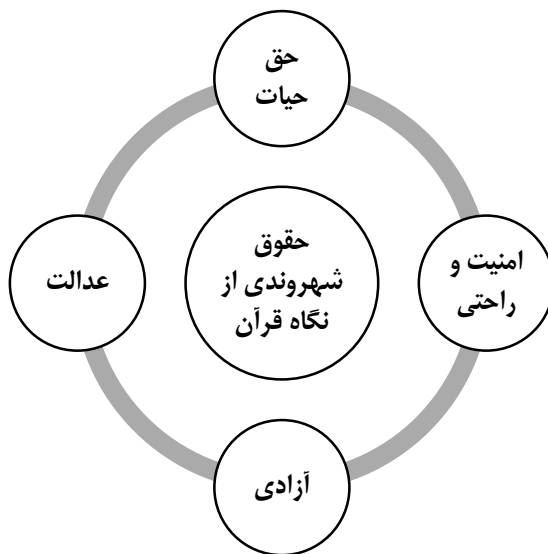 حق
حیات
حقوق
شهروندی از
نگاه قرآن
امنیت و
راحتی
عدالت
آزادی